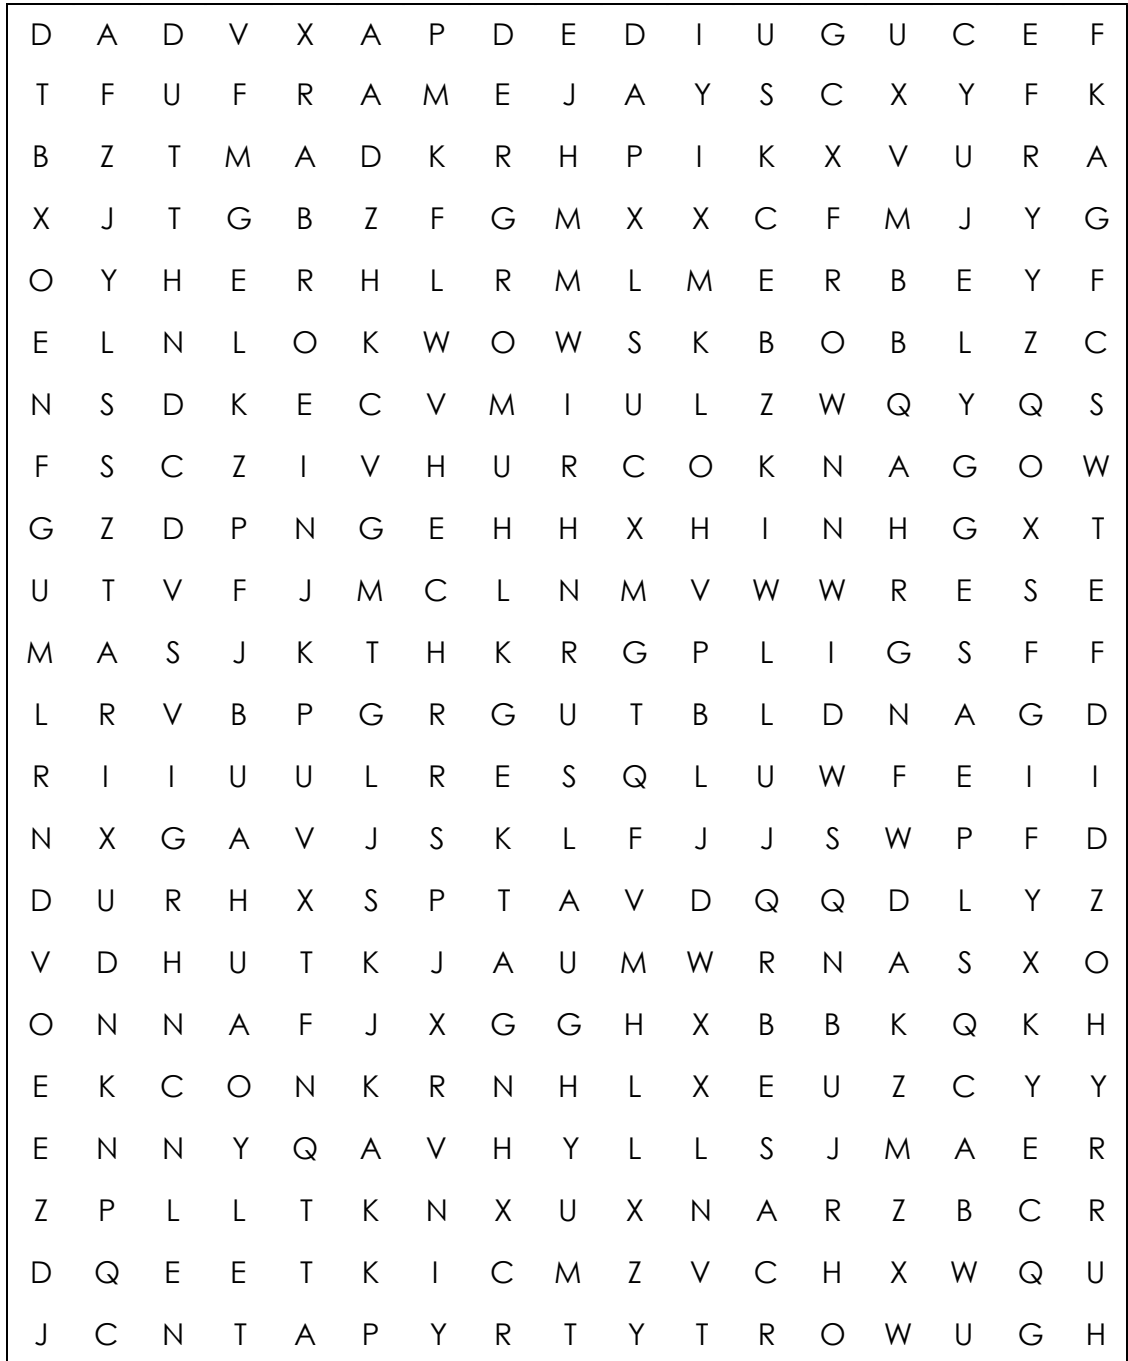 D A D V X A P D E D I U G U C E F
T F U F R A M E J A Y S C X Y F K
B Z T M A D K R H P I K X V U R A
X J T G B Z F G M X X C F M J Y G
O Y H E R H L R M L M E R B E Y F
E L N L O K W O W S K B O B L Z C
N S D K E C V M I U L Z W Q Y Q S
F S C Z I V H U R C O K N A G O W
G Z D P N G E H H X H I N H G X T
U T V F J M C L N M V W W R E S E
M A S J K T H K R G P L I G S F F
L R V B P G R G U T B L D N A G D
R I I U U L R E S Q L U W F E I I
N X G A V J S K L F J J S W P F D
D U R H X S P T A V D Q Q D L Y Z
V D H U T K J A U M W R N A S X O
O N N A F J X G G H X B B K Q K H
E K C O N K R N H L X E U Z C Y Y
E N N Y Q A V H Y L L S J M A E R
Z P L L T K N X U X N A R Z B C R
D Q E E T K I C M Z V C H X W Q U
J C N T A P Y R T Y T R O W U G H